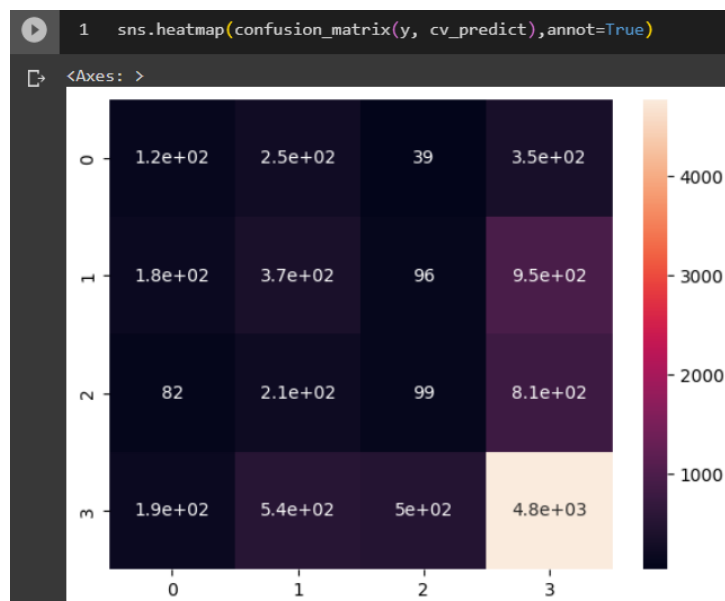 1 sns.heatmap(confusion_matrix(y, cv_predict),annot=True)
<Axes: >
0 1.2e+02 2.5e+02 39 3.5e+02
4000
1 1.8e+02 3.7e+02 96 9.5e+02
3000
2 82 2.1e+02 99 8.1e+02
2000
1000
3 1.9e+02 5.4e+02 5e+02 4.8e+03
0 1 2 3